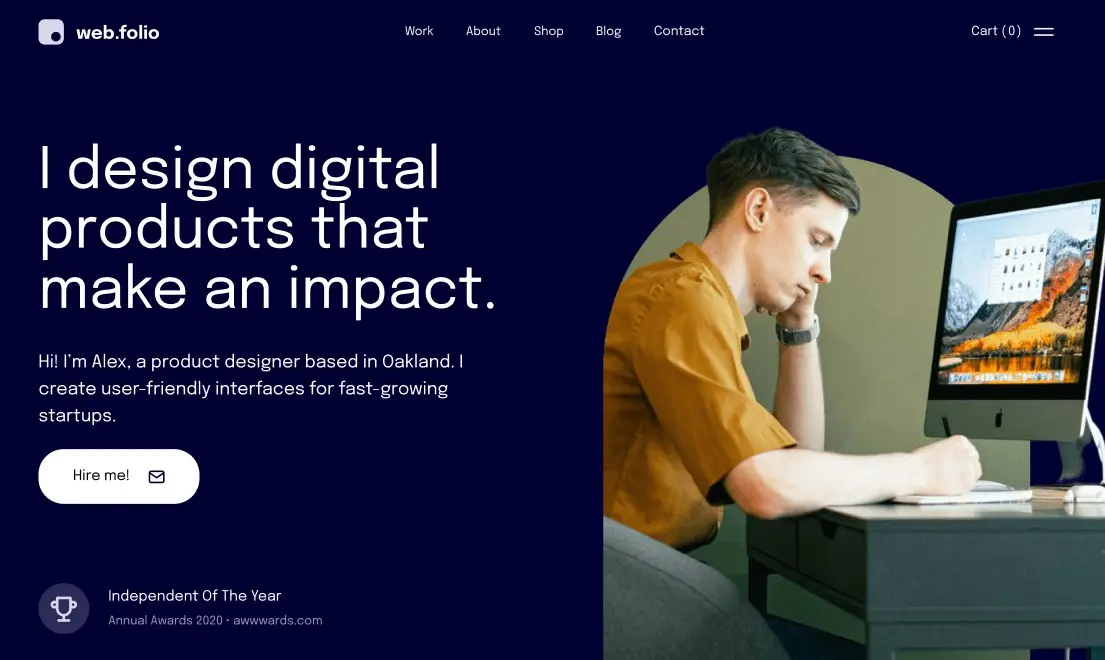 web.folio
Work
About
Shop
Blog
Contact
Cart (0)
I design digital
products that
make an impact.
Hi! I’m Alex, a product designer based in Oakland. I
create user-friendly interfaces for fast-growing
startups.
Hire me!
Independent Of The Year
Annual Awards 2020 • awwwards.com